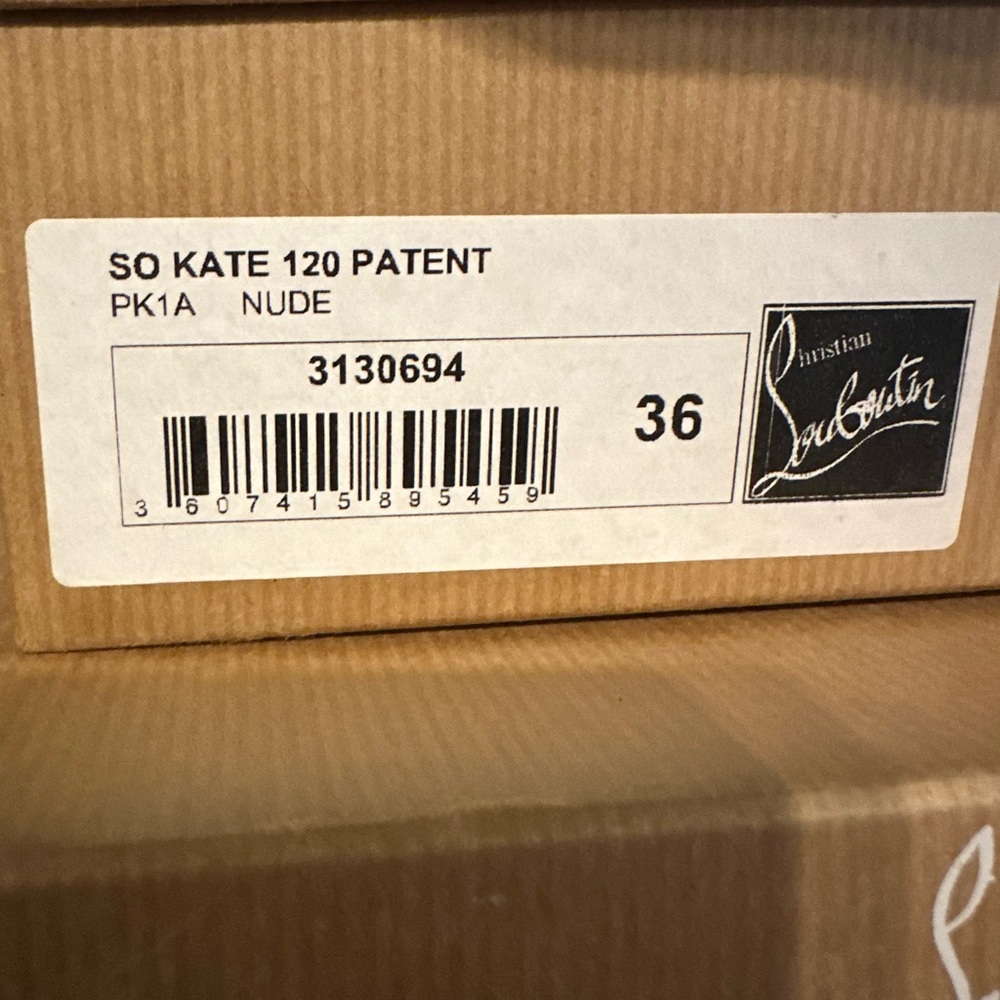 SO KATE 120 PATENT
PK1A NUDE
3130694
36
3 607415 895459
Christian
Louboutin